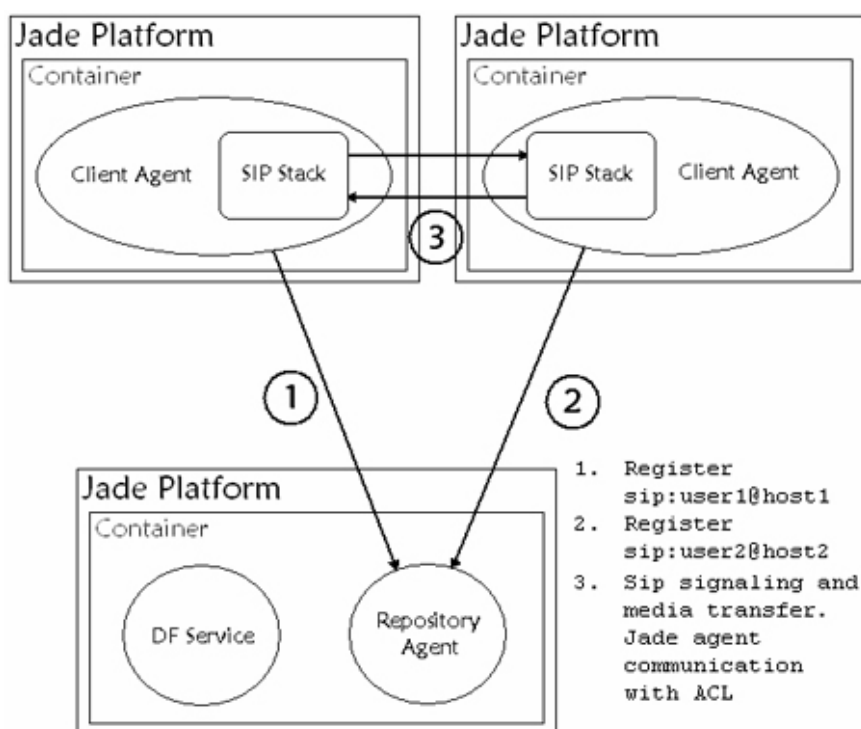 Jade Platform
Container
Client Agent
SIP Stack
Jade Platform
Container
SIP Stack
Client Agent
3
1
2
Jade Platform
Container
DF Service
Repository
Agent
1. Register
sip:user1@host1
2. Register
sip:user2@host2
3. Sip signaling and
media transfer.
Jade agent
communication
with ACL